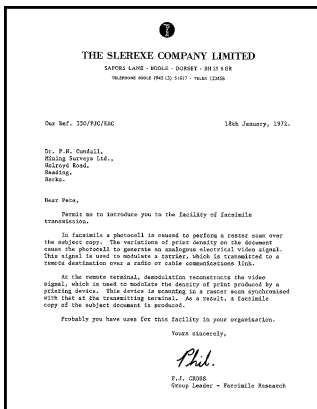 THE SLEREXE COMPANY LIMITED
SAPORS LANE - BOOLE - DORSET - BH 25 8 ER
TELEPHONE BOOLE (945 13) 51617 - TELEX 123456
Our Ref. 350/PJC/EAC
18th January, 1972.
Dr. P.N. Cundall,
Mining Surveys Ltd.,
Holroyd Road,
Reading,
Berks.
Dear Pete,
Permit me to introduce you to the facility of facsimile
transmission.
In facsimile a photocell is caused to perform a raster scan over
the subject copy. The variations of print density on the document
cause the photocell to generate an analogous electrical video signal.
This signal is used to modulate a carrier, which is transmitted to a
remote destination over a radio or cable communications link.
At the remote terminal, demodulation reconstructs the video
signal, which is used to modulate the density of print produced by a
printing device. This device is scanning in a raster scan synchronised
with that at the transmitting terminal. As a result, a facsimile
copy of the subject document is produced.
Probably you have uses for this facility in your organisation.
Yours sincerely,
Phil.
P.J. CROSS
Group Leader - Facsimile Research